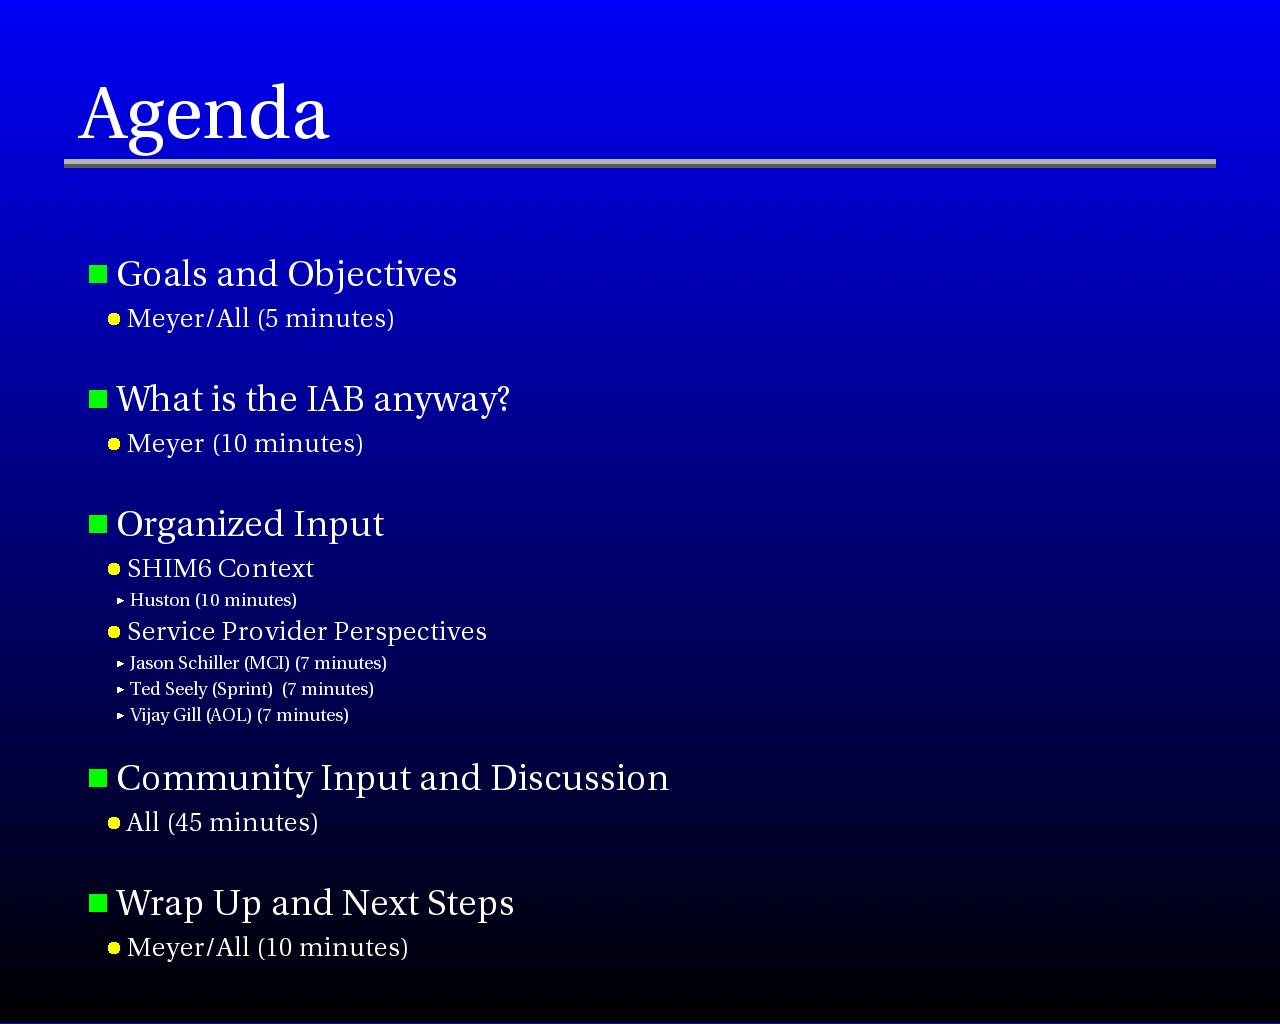 Agenda
Goals and Objectives
Meyer/All (5 minutes)
What is the IAB anyway?
Meyer (10 minutes)
Organized Input
SHIM6 Context
Huston (10 minutes)
Service Provider Perspectives
Jason Schiller (MCI) (7 minutes)
Ted Seely (Sprint)  (7 minutes)
Vijay Gill (AOL) (7 minutes)
Community Input and Discussion
All (45 minutes)
Wrap Up and Next Steps
Meyer/All (10 minutes)